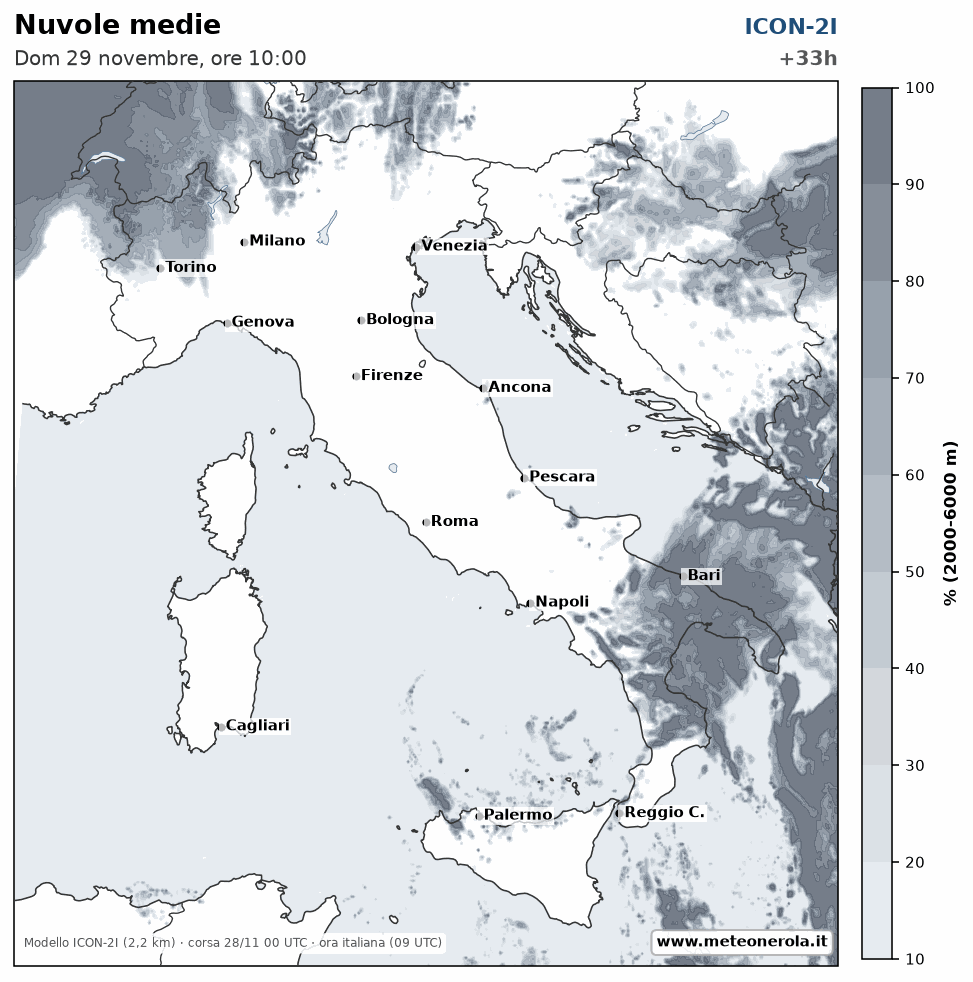 Nuvole medie
ICON-2I
Dom 29 novembre, ore 10:00
+33h
Milano
Venezia
Torino
Genova
Bologna
Firenze
Ancona
Pescara
Roma
Bari
Napoli
Cagliari
Palermo
Reggio C.
Modello ICON-2I (2,2 km) · corsa 28/11 00 UTC · ora italiana (09 UTC)
www.meteonerola.it
100
90
80
70
60
50
40
30
20
10
% (2000-6000 m)